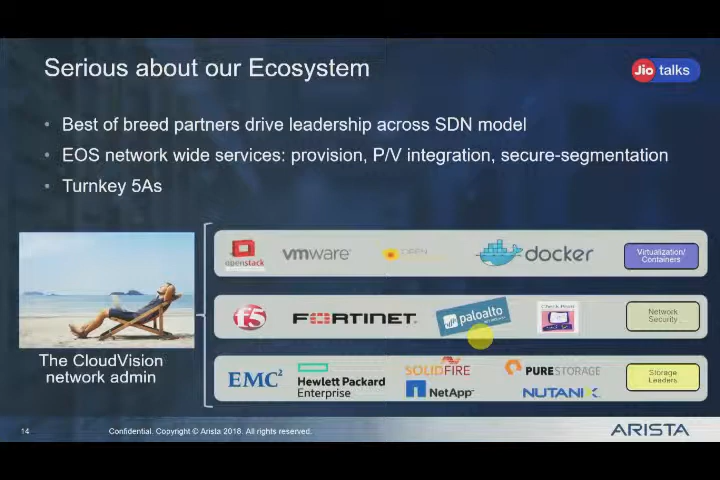 Serious about our Ecosystem
Jio talks
• Best of breed partners drive leadership across SDN model
• EOS network wide services: provision, P/V integration, secure-segmentation
• Turnkey 5As
openstack vmware docker Virtualization/
Containers
f5 FORTINET paloalto Check Point Network
Security
The CloudVision
network admin
EMC² Hewlett Packard
Enterprise SOLIDFIRE PURESTORAGE
NetApp NUTANIX Storage
Leaders
14 Confidential. Copyright © Arista 2018. All rights reserved. ARISTA